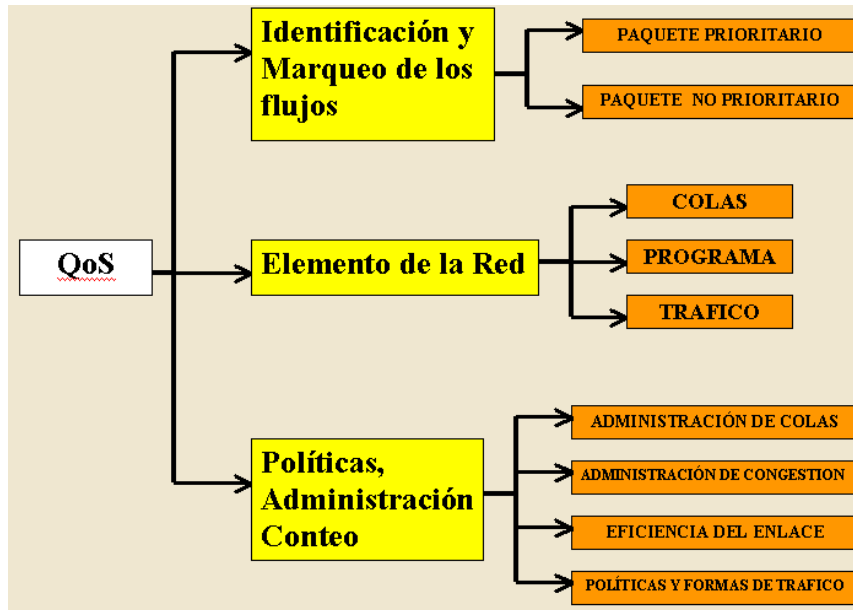 Identificación y
Marqueo de los
flujos
PAQUETE PRIORITARIO
PAQUETE NO PRIORITARIO
QoS
Elemento de la Red
COLAS
PROGRAMA
TRAFICO
Políticas,
Administración
Conteo
ADMINISTRACIÓN DE COLAS
ADMINISTRACIÓN DE CONGESTION
EFICIENCIA DEL ENLACE
POLÍTICAS Y FORMAS DE TRAFICO